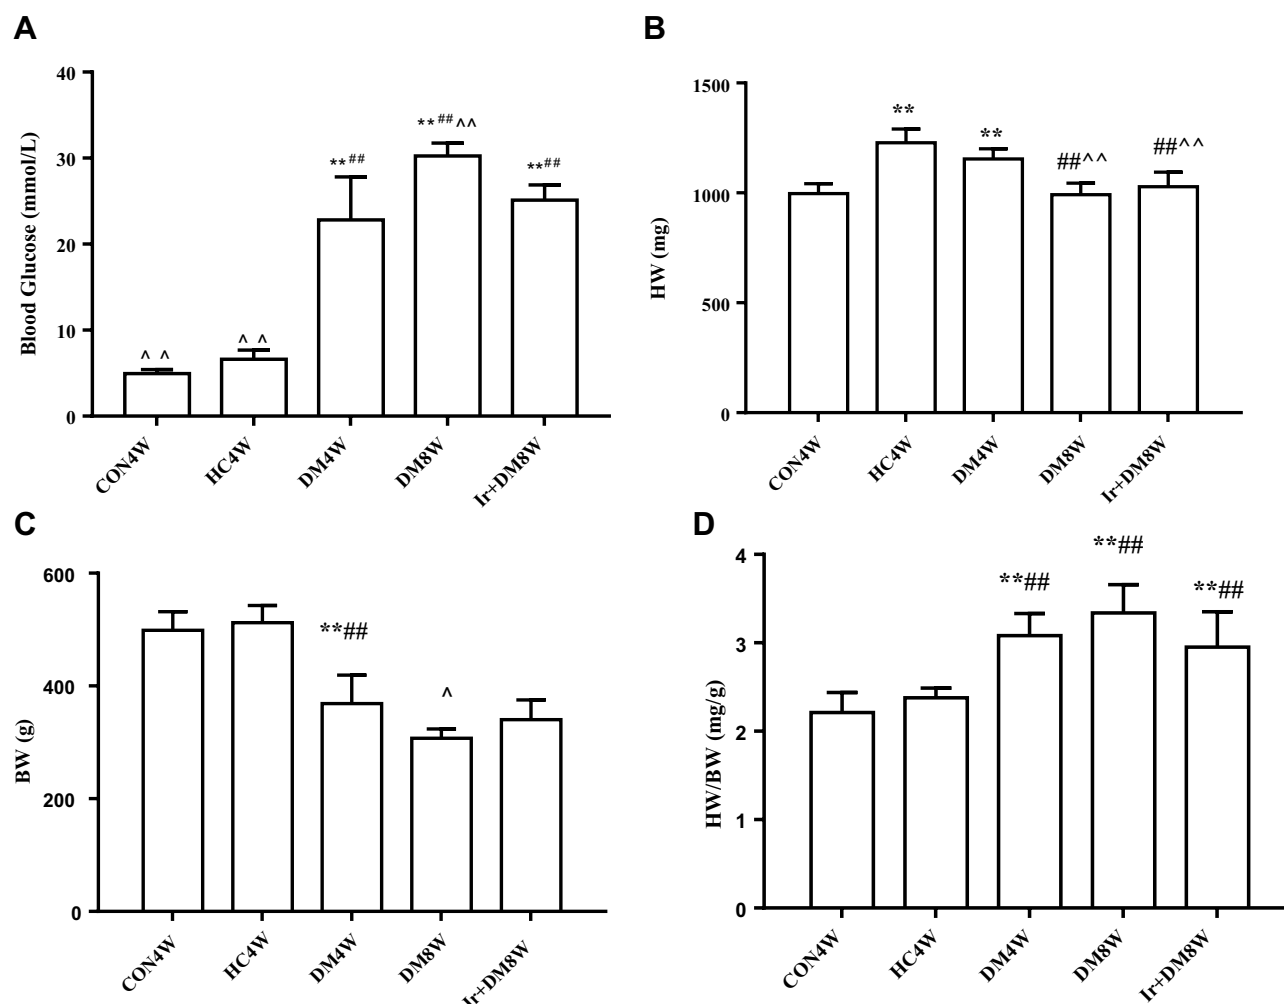 A
Blood Glucose (mmol/L)
40
30
20
10
0
^ ^
^ ^
**##
**##^^
**##
CON4W
HC4W
DM4W
DM8W
Ir+DM8W
B
HW (mg)
1500
1000
500
0
**
**
##^^
##^^
CON4W
HC4W
DM4W
DM8W
Ir+DM8W
C
BW (g)
600
400
200
0
**##
^
CON4W
HC4W
DM4W
DM8W
Ir+DM8W
D
HW/BW (mg/g)
4
3
2
1
0
**##
**##
**##
CON4W
HC4W
DM4W
DM8W
Ir+DM8W